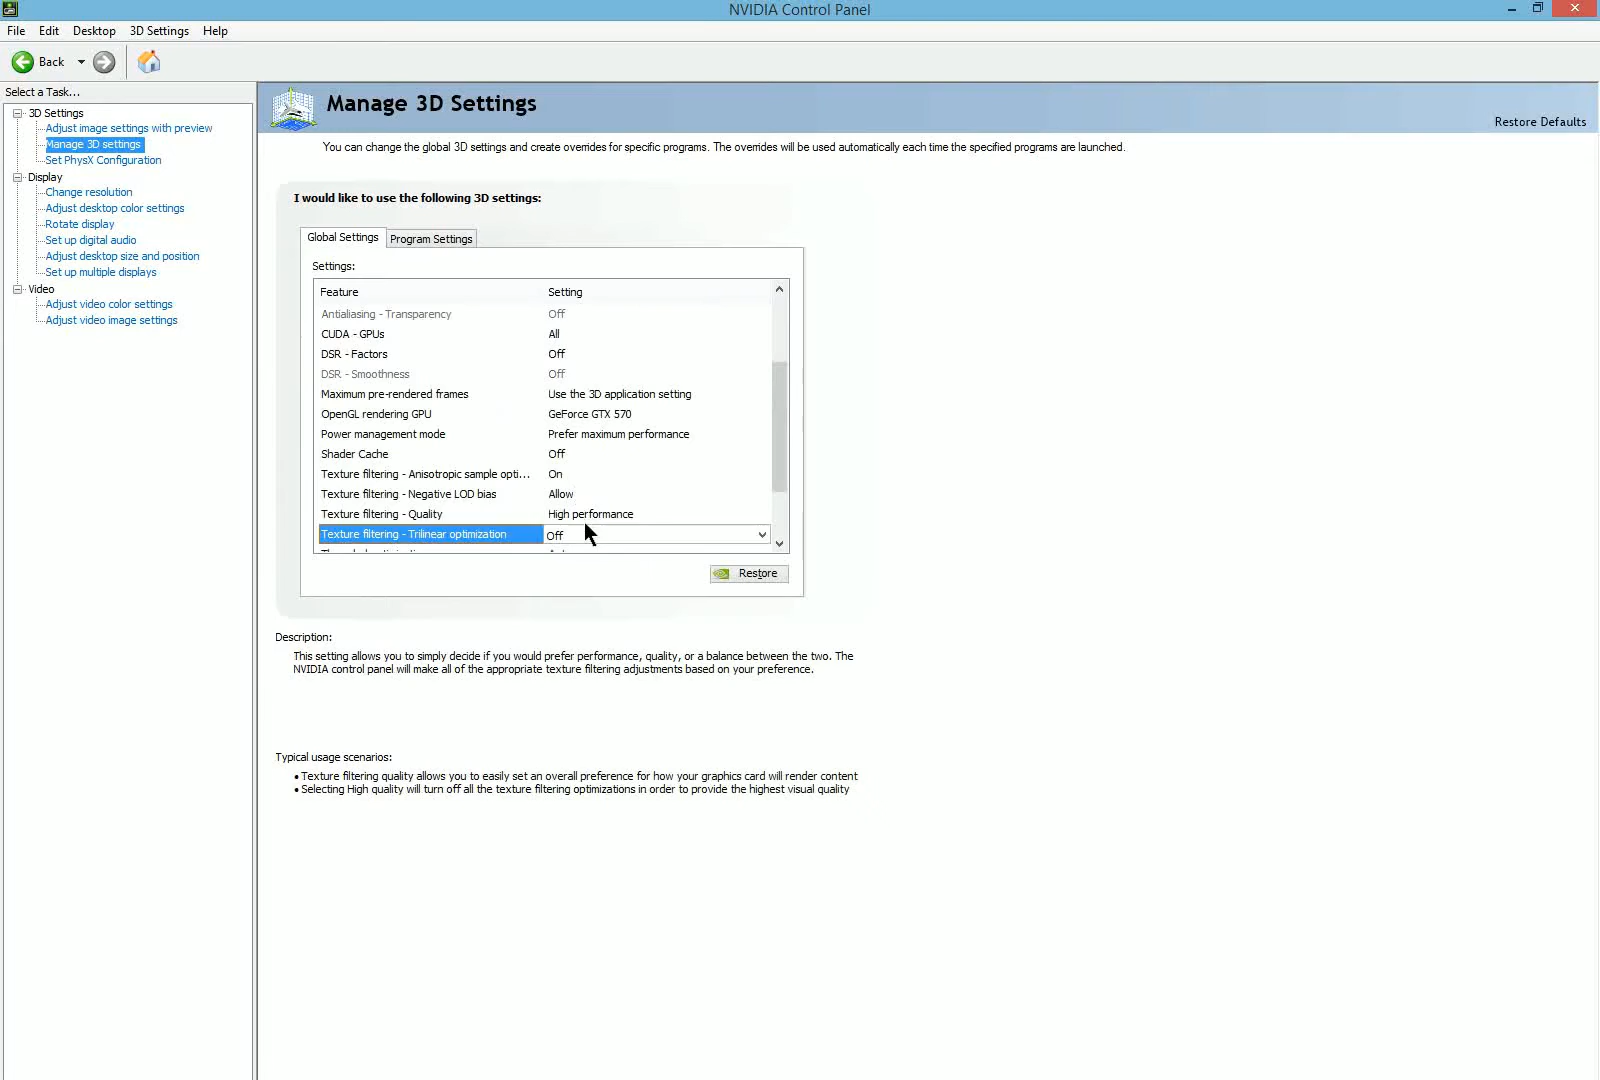 NVIDIA Control Panel
File Edit Desktop 3D Settings Help
Back
Select a Task...
3D Settings
Adjust image settings with preview
Manage 3D settings
Set PhysX Configuration
Display
Change resolution
Adjust desktop color settings
Rotate display
Set up digital audio
Adjust desktop size and position
Set up multiple displays
Video
Adjust video color settings
Adjust video image settings
Manage 3D Settings
Restore Defaults
You can change the global 3D settings and create overrides for specific programs. The overrides will be used automatically each time the specified programs are launched.
I would like to use the following 3D settings:
Global Settings Program Settings
Settings:
Feature Setting
Antialiasing - Transparency Off
CUDA - GPUs All
DSR - Factors Off
DSR - Smoothness Off
Maximum pre-rendered frames Use the 3D application setting
OpenGL rendering GPU GeForce GTX 570
Power management mode Prefer maximum performance
Shader Cache Off
Texture filtering - Anisotropic sample opti... On
Texture filtering - Negative LOD bias Allow
Texture filtering - Quality High performance
Texture filtering - Trilinear optimization Off
Restore
Description:
This setting allows you to simply decide if you would prefer performance, quality, or a balance between the two. The
NVIDIA control panel will make all of the appropriate texture filtering adjustments based on your preference.
Typical usage scenarios:
• Texture filtering quality allows you to easily set an overall preference for how your graphics card will render content
• Selecting High quality will turn off all the texture filtering optimizations in order to provide the highest visual quality